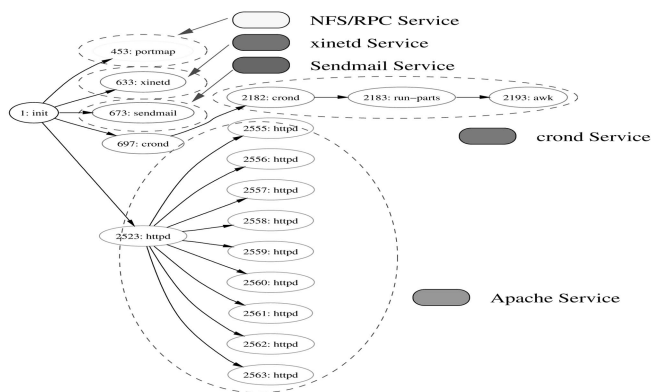 NFS/RPC Service
453: portmap
xinetd Service
633: xinetd
Sendmail Service
1: init
673: sendmail
2182: crond
2183: run−parts
2193: awk
697: crond
crond Service
2555: httpd
2556: httpd
2557: httpd
2558: httpd
2523: httpd
2559: httpd
2560: httpd
Apache Service
2561: httpd
2562: httpd
2563: httpd